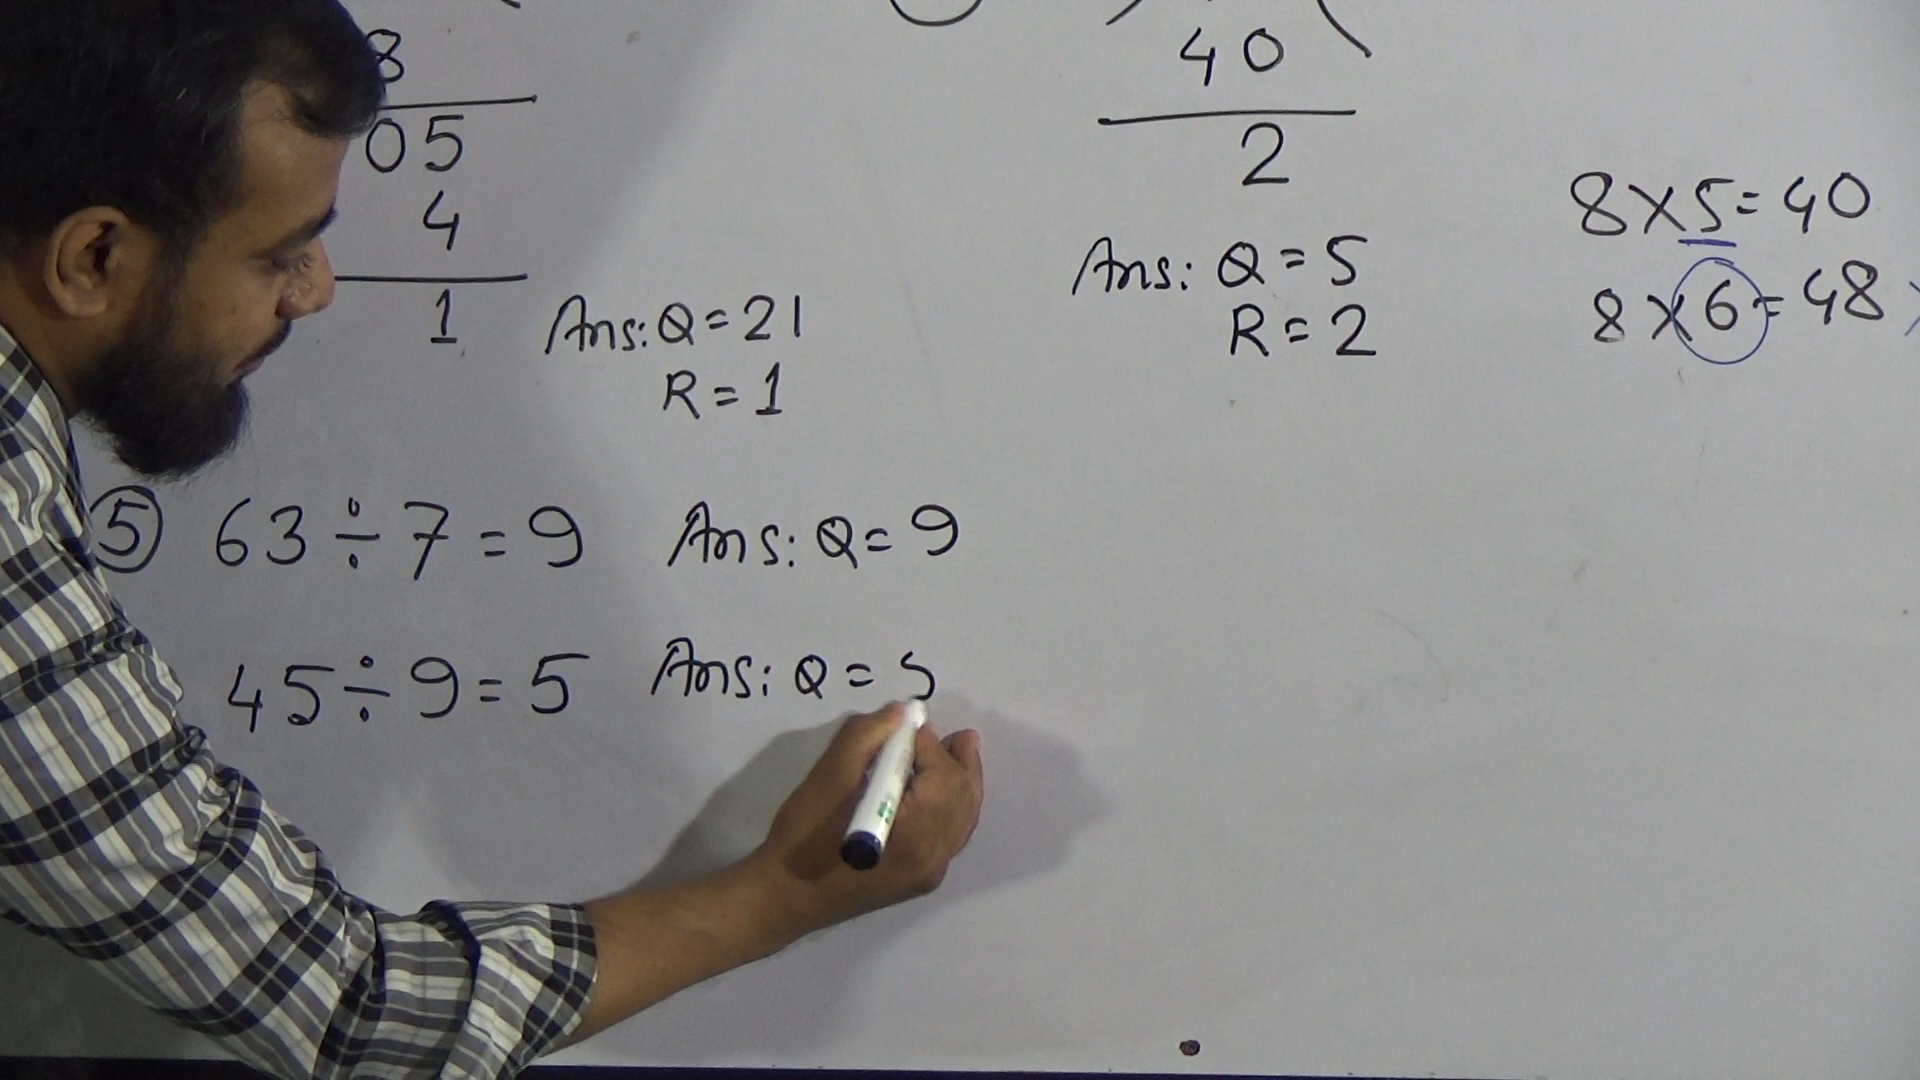 8
05
4
1
Ans: Q = 21
R = 1
40
2
Ans: Q = 5
R = 2
8×5=40
8×6=48
⑤ 63÷7=9 Ans: Q=9
45÷9=5 Ans: Q=5